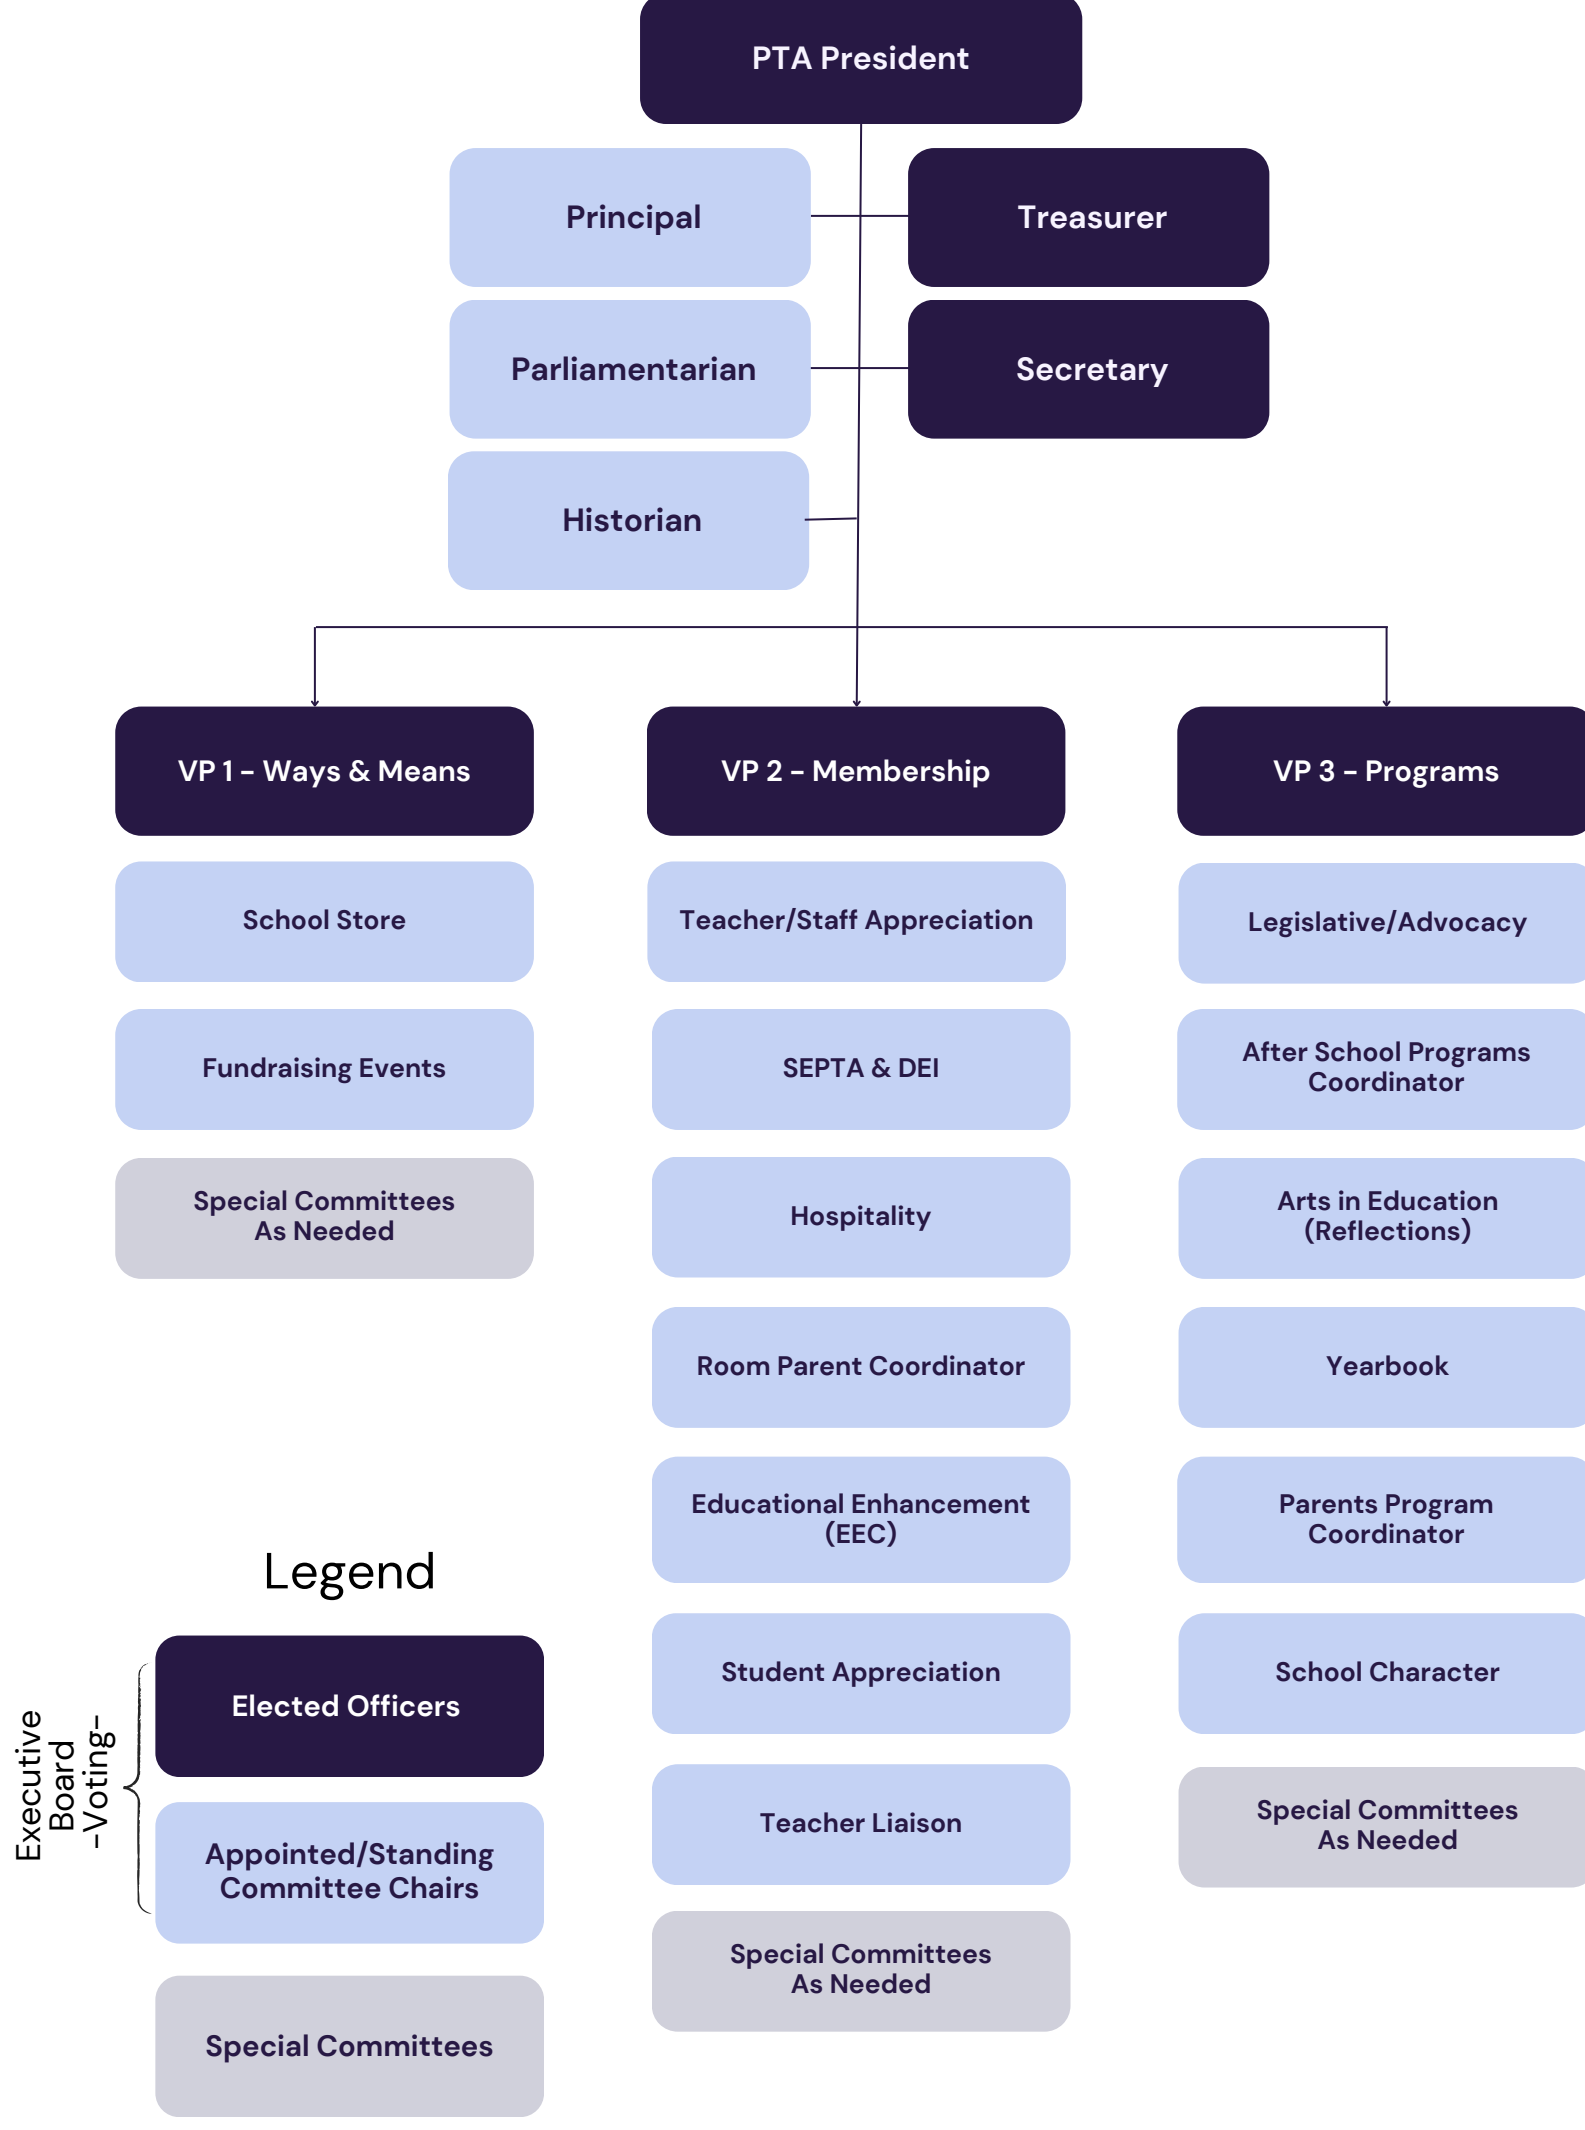 PTA President
Principal
Treasurer
Parliamentarian
Secretary
Historian
VP 1 - Ways & Means
VP 2 - Membership
VP 3 - Programs
School Store
Fundraising Events
Special Committees
As Needed
Teacher/Staff Appreciation
SEPTA & DEI
Hospitality
Room Parent Coordinator
Educational Enhancement
(EEC)
Student Appreciation
Teacher Liaison
Special Committees
As Needed
Legislative/Advocacy
After School Programs
Coordinator
Arts in Education
(Reflections)
Yearbook
Parents Program
Coordinator
School Character
Special Committees
As Needed
Legend
Executive
Board
-Voting-
Elected Officers
Appointed/Standing
Committee Chairs
Special Committees